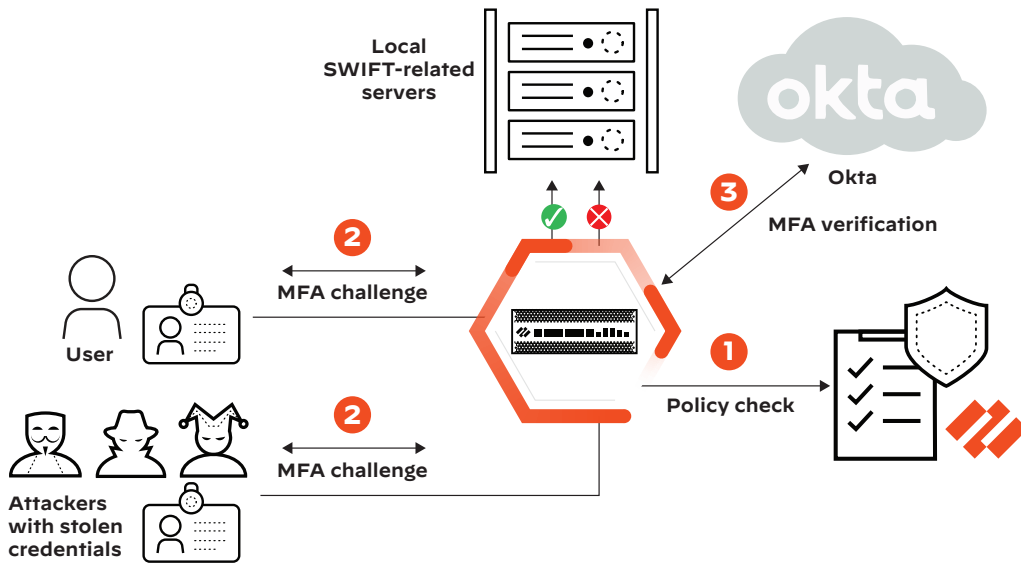 Local
SWIFT-related
servers
okta
Okta
3
MFA verification
2
MFA challenge
User
1
Policy check
2
MFA challenge
Attackers
with stolen
credentials